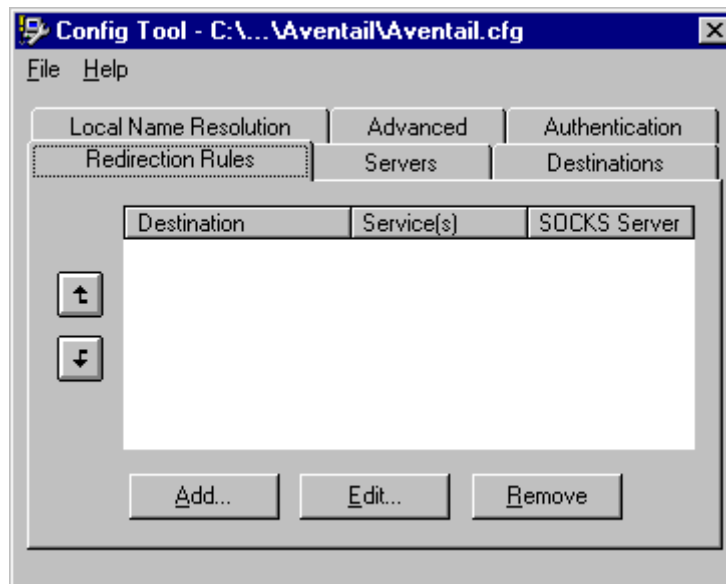 Config Tool - C:\...\Aventail\Aventail.cfg
File Help
Local Name Resolution Advanced Authentication
Redirection Rules Servers Destinations
Destination Service(s) SOCKS Server
Add... Edit... Remove